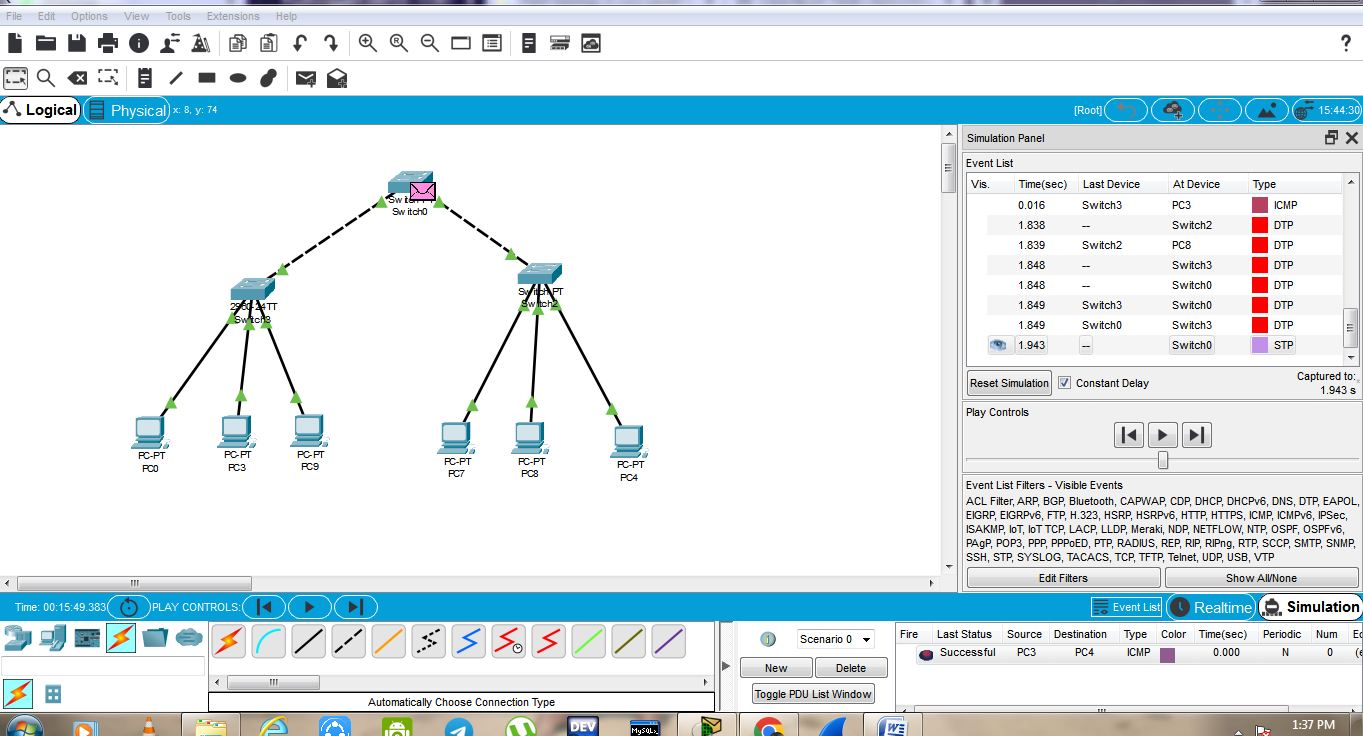 File Edit Options View Tools Extensions Help
?
Logical Physical x: 8, y: 74 [Root] 15:44:30
Simulation Panel
Event List
Vis. Time(sec) Last Device At Device Type
0.016 Switch3 PC3 ICMP
1.838 -- Switch2 DTP
1.839 Switch2 PC8 DTP
1.848 -- Switch3 DTP
1.848 -- Switch0 DTP
1.849 Switch3 Switch0 DTP
1.849 Switch0 Switch3 DTP
1.943 -- Switch0 STP
Reset Simulation Constant Delay Captured to:
1.943 s
Play Controls
Event List Filters - Visible Events
ACL Filter, ARP, BGP, Bluetooth, CAPWAP, CDP, DHCP, DHCPv6, DNS, DTP, EAPOL,
EIGRP, EIGRPv6, FTP, H.323, HSRP, HSRPv6, HTTP, HTTPS, ICMP, ICMPv6, IPSec,
ISAKMP, IoT, IoT TCP, LACP, LLDP, Meraki, NDP, NETFLOW, NTP, OSPF, OSPFv6,
PAgP, POP3, PPP, PPPoED, PTP, RADIUS, REP, RIP, RIPng, RTP, SCCP, SMTP, SNMP,
SSH, STP, SYSLOG, TACACS, TCP, TFTP, Telnet, UDP, USB, VTP
Edit Filters Show All/None
Switch0
Switch-PT
Switch2
Switch3
PC-PT
PC0
PC-PT
PC3
PC-PT
PC9
PC-PT
PC7
PC-PT
PC8
PC-PT
PC4
Time: 00:15:49.383 PLAY CONTROLS: Event List Realtime Simulation
Automatically Choose Connection Type
Scenario 0
New Delete
Toggle PDU List Window
Fire Last Status Source Destination Type Color Time(sec) Periodic Num
Successful PC3 PC4 ICMP 0.000 N 0
DEV
MySQL
W
1:37 PM